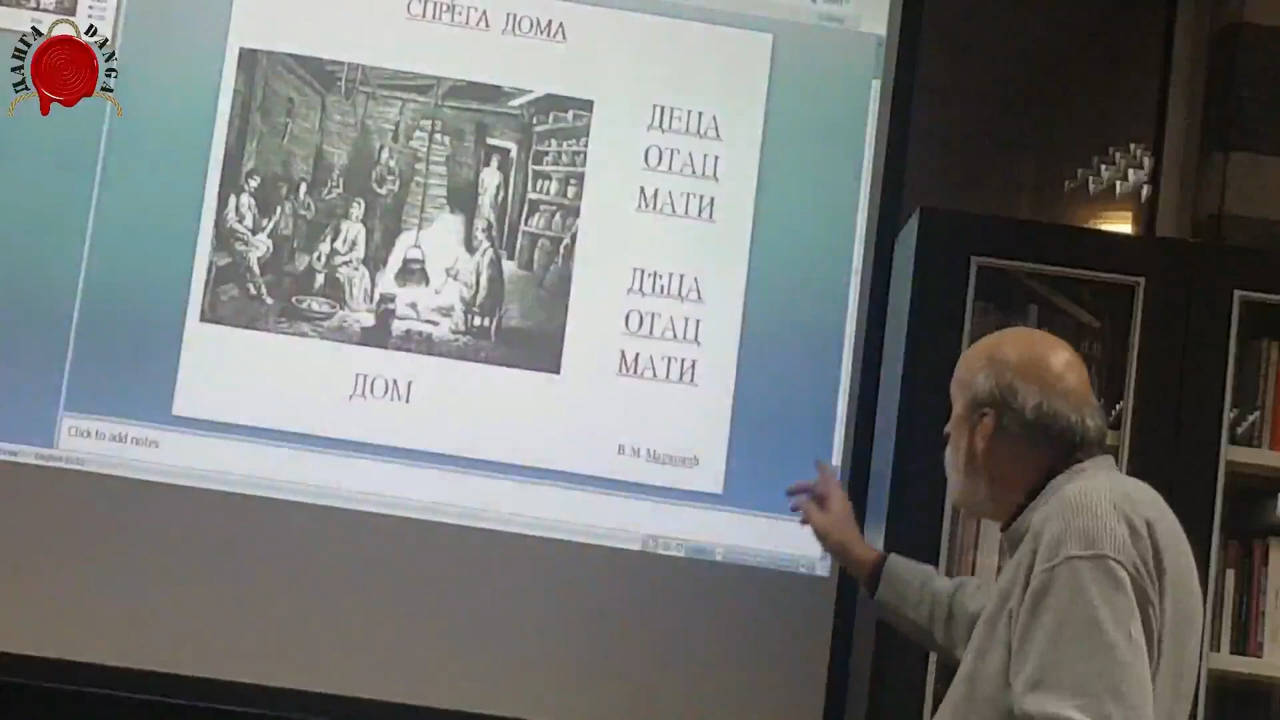 ДАНГА DANGA
СПРЕГА ДОМА
ДЕЦА
ОТАЦ
МАТИ
ДѢЦА
ОТАЦ
МАТИ
ДОМ
В. М.
Click to add notes